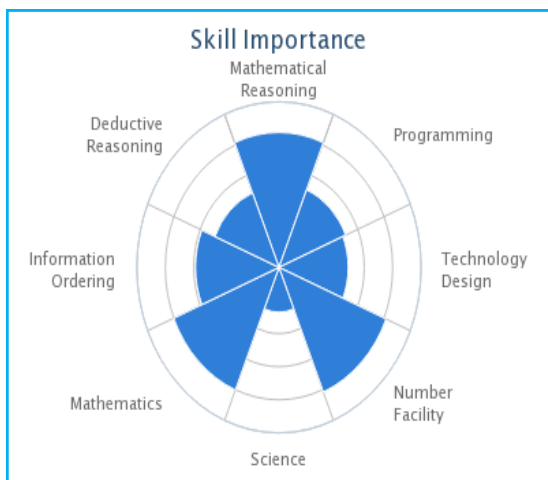 Skill Importance
Mathematical
Reasoning
Deductive
Reasoning
Programming
Information
Ordering
Technology
Design
Mathematics
Number
Facility
Science